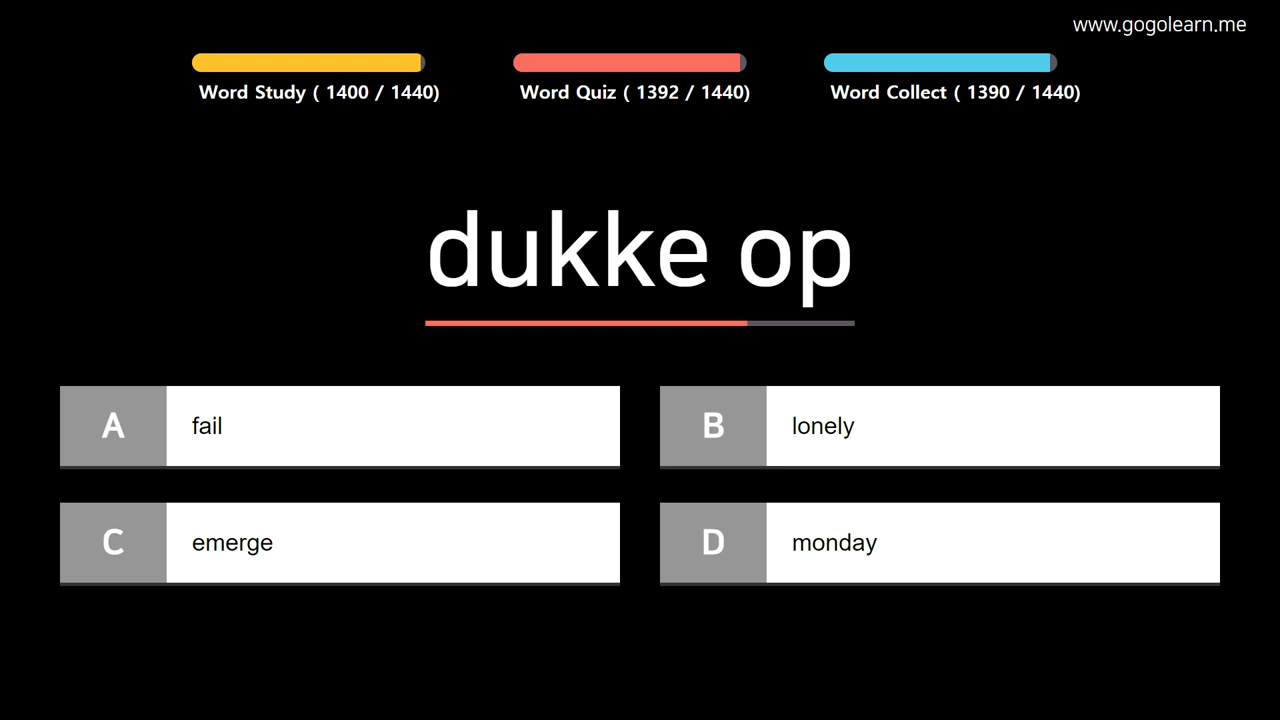 www.gogolearn.me
Word Study ( 1400 / 1440)
Word Quiz ( 1392 / 1440)
Word Collect ( 1390 / 1440)
dukke op
A fail
B lonely
C emerge
D monday